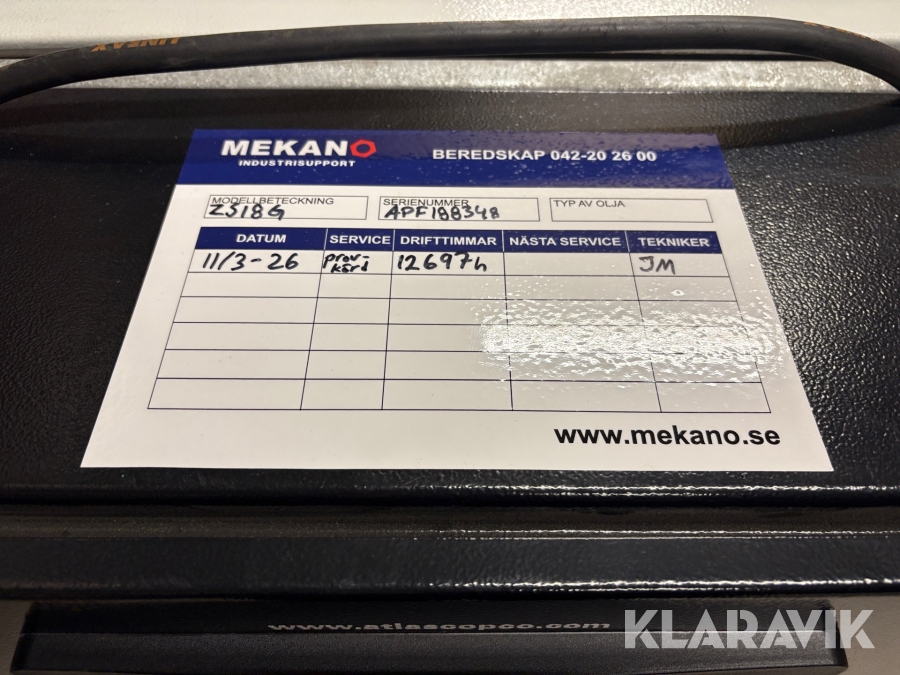 LINFAX
MEKANO
INDUSTRISUPPORT
BEREDSKAP 042-20 26 00
MODELLBETECKNING
ZS18G
SERIENUMMER
APF188348
TYP AV OLJA
DATUM SERVICE DRIFTTIMMAR NÄSTA SERVICE TEKNIKER
11/3-26 Prov- 12697h JM
körd
www.mekano.se
www.atlascopco.com
KLARAVIK